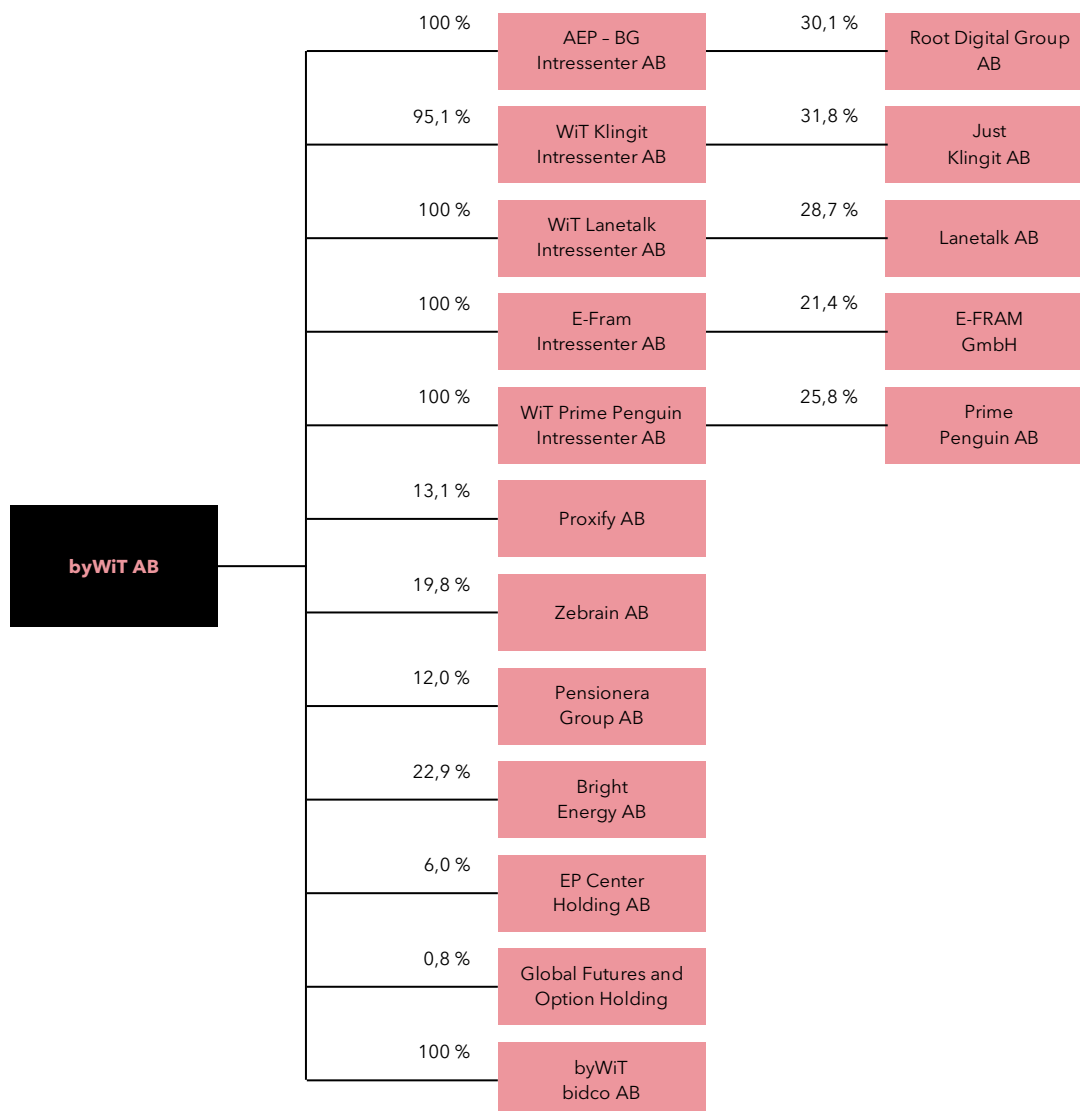 100 %
AEP – BG
Intressenter AB
30,1 %
Root Digital Group
AB
95,1 %
WiT Klingit
Intressenter AB
31,8 %
Just
Klingit AB
100 %
WiT Lanetalk
Intressenter AB
28,7 %
Lanetalk AB
100 %
E-Fram
Intressenter AB
21,4 %
E-FRAM
GmbH
100 %
WiT Prime Penguin
Intressenter AB
25,8 %
Prime
Penguin AB
13,1 %
Proxify AB
byWiT AB
19,8 %
Zebrain AB
12,0 %
Pensionera
Group AB
22,9 %
Bright
Energy AB
6,0 %
EP Center
Holding AB
0,8 %
Global Futures and
Option Holding
100 %
byWiT
bidco AB